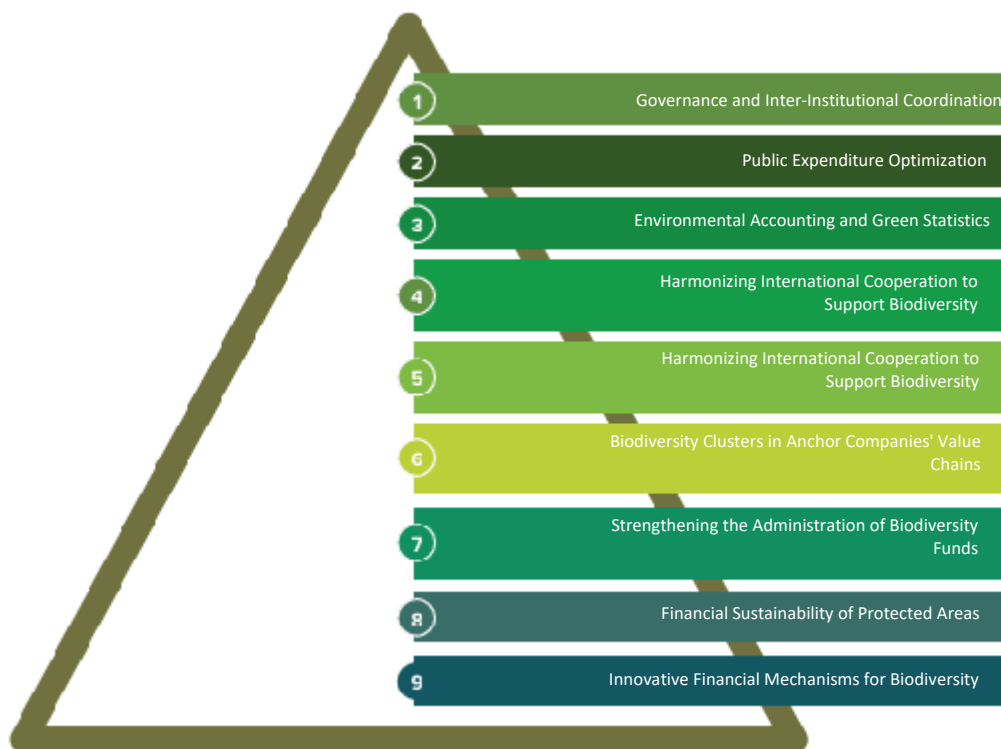 1
Governance and Inter-Institutional Coordination
2
Public Expenditure Optimization
3
Environmental Accounting and Green Statistics
4
Harmonizing International Cooperation to
Support Biodiversity
5
Harmonizing International Cooperation to
Support Biodiversity
6
Biodiversity Clusters in Anchor Companies' Value
Chains
7
Strengthening the Administration of Biodiversity
Funds
8
Financial Sustainability of Protected Areas
9
Innovative Financial Mechanisms for Biodiversity